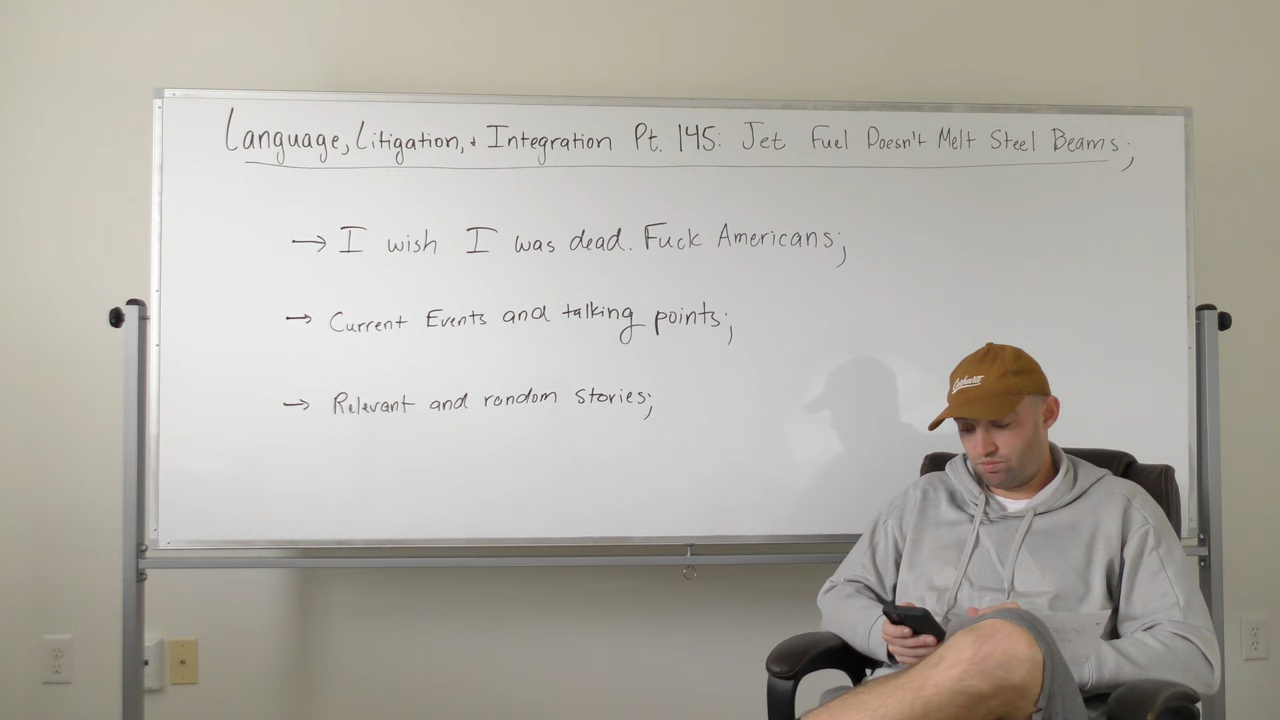 Language, Litigation, + Integration Pt. 145: Jet Fuel Doesn't Melt Steel Beams;
→ I wish I was dead. Fuck Americans;
→ Current Events and talking points;
→ Relevant and random stories;
Carhartt